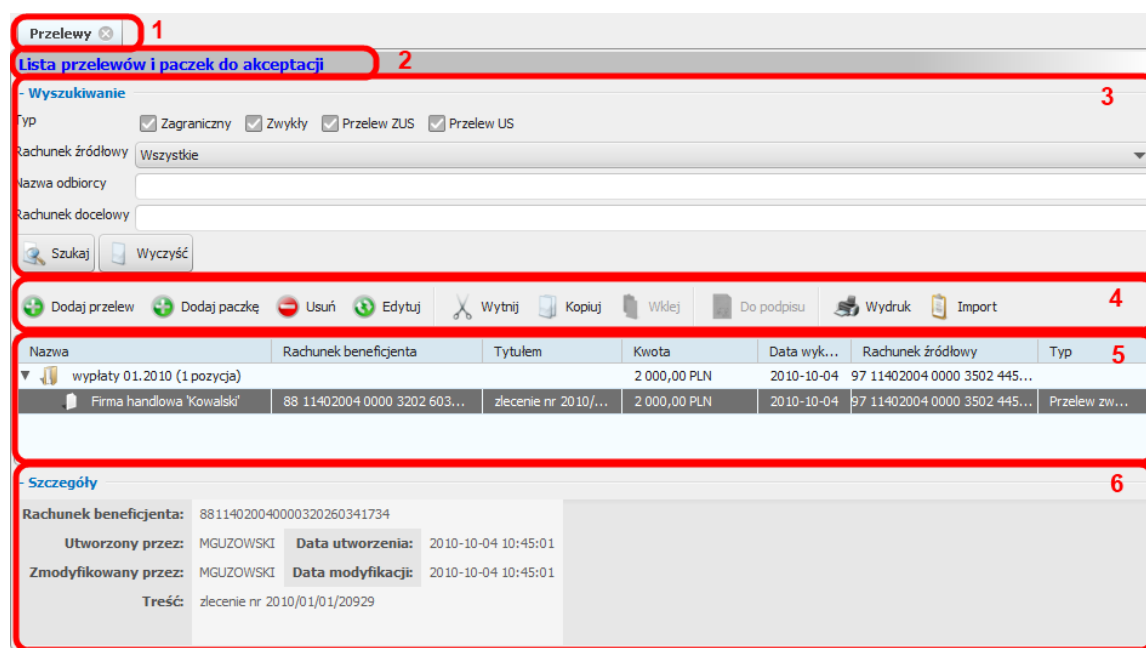 Przelewy 1
Lista przelewów i paczek do akceptacji 2
- Wyszukiwanie 3
Typ Zagraniczny Zwykły Przelew ZUS Przelew US
Rachunek źródłowy Wszystkie
Nazwa odbiorcy
Rachunek docelowy
Szukaj Wyczyść
Dodaj przelew Dodaj paczkę Usuń Edytuj Wytnij Kopiuj Wklej Do podpisu Wydruk Import 4
Nazwa Rachunek beneficjenta Tytułem Kwota Data wyk... Rachunek źródłowy Typ 5
wypłaty 01.2010 (1 pozycja) 2 000,00 PLN 2010-10-04 97 11402004 0000 3502 445...
Firma handlowa 'Kowalski' 88 11402004 0000 3202 603... zlecenie nr 2010/... 2 000,00 PLN 2010-10-04 97 11402004 0000 3502 445... Przelew zw...
- Szczegóły 6
Rachunek beneficjenta: 88114020040000320260341734
Utworzony przez: MGUZOWSKI Data utworzenia: 2010-10-04 10:45:01
Zmodyfikowany przez: MGUZOWSKI Data modyfikacji: 2010-10-04 10:45:01
Treść: zlecenie nr 2010/01/01/20929